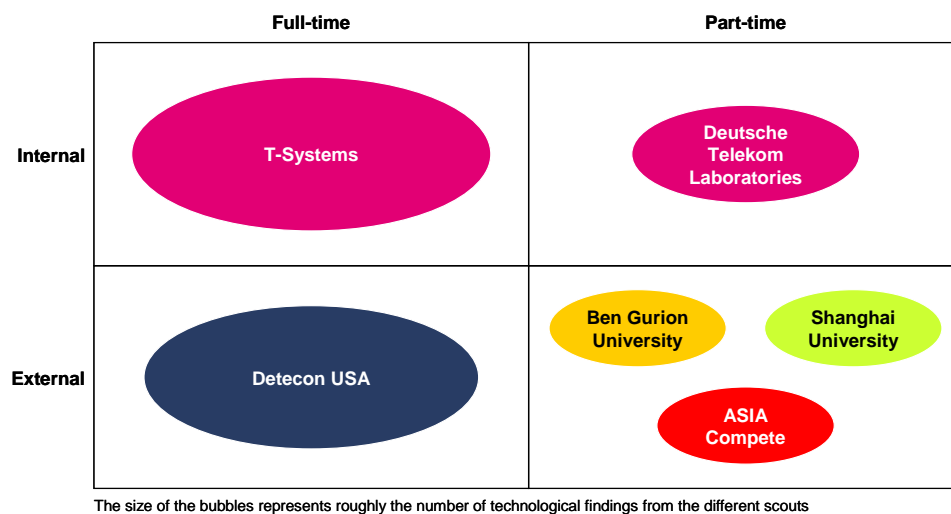 Full-time
Part-time
Internal
T-Systems
Deutsche
Telekom
Laboratories
External
Detecon USA
Ben Gurion
University
Shanghai
University
ASIA
Compete
The size of the bubbles represents roughly the number of technological findings from the different scouts